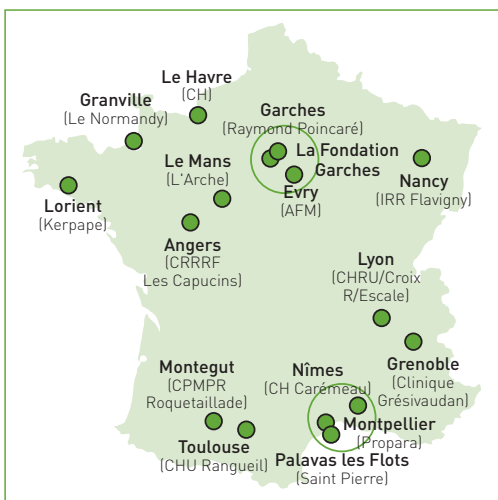 Le Havre
(CH)
Granville
(Le Normandy)
Garches
(Raymond Poincaré)
La Fondation
Garches
Le Mans
(L'Arche)
Evry
(AFM)
Nancy
(IRR Flavigny)
Lorient
(Kerpape)
Angers
(CRRRF
Les Capucins)
Lyon
(CHRU/Croix
R/Escale)
Grenoble
(Clinique
Grésivaudan)
Montegut
(CPMPR
Roquetaillade)
Nîmes
(CH Carémeau)
Montpellier
(Propara)
Toulouse
(CHU Rangueil)
Palavas les Flots
(Saint Pierre)